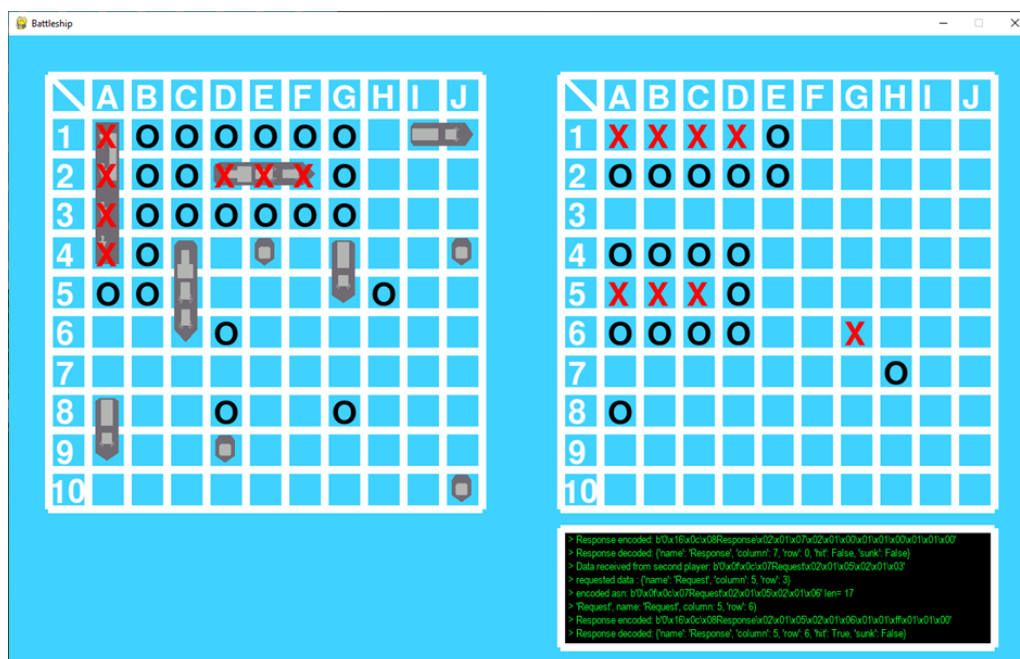 Battleship
A B C D E F G H I J
1 X O O O O O O
2 X O O X X X O
3 X O O O O O O
4 X O
5 O O O
6 O
7
8 O O
9
10
A B C D E F G H I J
1 X X X X O
2 O O O O O
3
4 O O O O
5 X X X O
6 O O O O X
7 O
8 O
9
10
> Response encoded: b'0\x16\x0c\x08Response\x02\x01\x07\x02\x01\x00\x01\x01\x00\x01\x01\x00'
> Response decoded: {'name': 'Response', 'column': 7, 'row': 0, 'hit': False, 'sunk': False}
> Data received from second player: b'0\x0f\x0c\x07Request\x02\x01\x05\x02\x01\x03'
> requested data : {'name': 'Request', 'column': 5, 'row': 3}
> encoded asn: b'0\x0f\x0c\x07Request\x02\x01\x05\x02\x01\x06' len= 17
> 'Request', name: 'Request', column: 5, 'row': 6)
> Response encoded: b'0\x16\x0c\x08Response\x02\x01\x05\x02\x01\x06\x01\x01\xff\x01\x01\x00'
> Response decoded: {'name': 'Response', 'column': 5, 'row': 6, 'hit': True, 'sunk': False}